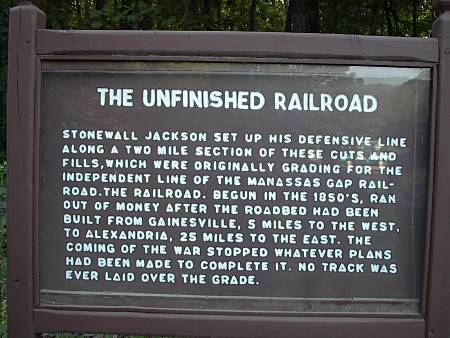 THE UNFINISHED RAILROAD
STONEWALL JACKSON SET UP HIS DEFENSIVE LINE
ALONG A TWO MILE SECTION OF THESE CUTS AND
FILLS, WHICH WERE ORIGINALLY GRADING FOR THE
INDEPENDENT LINE OF THE MANASSAS GAP RAIL-
ROAD. THE RAILROAD. BEGUN IN THE 1850'S, RAN
OUT OF MONEY AFTER THE ROADBED HAD BEEN
BUILT FROM GAINESVILLE, 5 MILES TO THE WEST,
TO ALEXANDRIA, 25 MILES TO THE EAST. THE
COMING OF THE WAR STOPPED WHATEVER PLANS
HAD BEEN MADE TO COMPLETE IT. NO TRACK WAS
EVER LAID OVER THE GRADE.